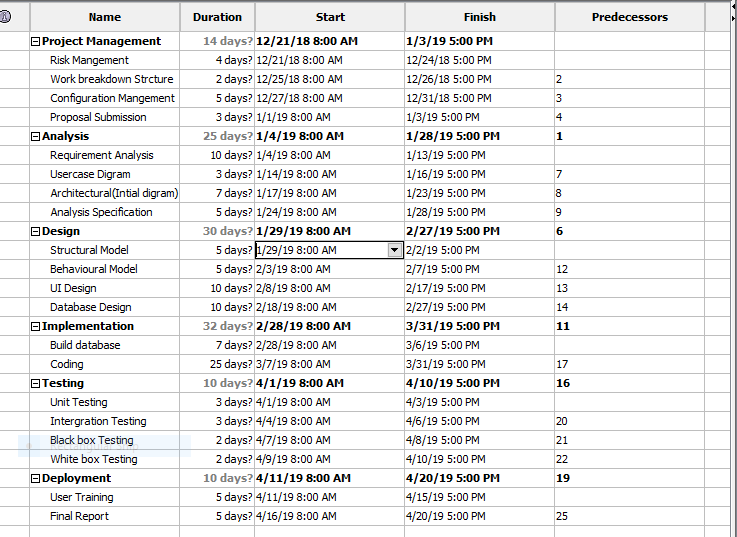 Name Duration Start Finish Predecessors
Project Management 14 days? 12/21/18 8:00 AM 1/3/19 5:00 PM
Risk Mangement 4 days? 12/21/18 8:00 AM 12/24/18 5:00 PM
Work breakdown Strcture 2 days? 12/25/18 8:00 AM 12/26/18 5:00 PM 2
Configuration Mangement 5 days? 12/27/18 8:00 AM 12/31/18 5:00 PM 3
Proposal Submission 3 days? 1/1/19 8:00 AM 1/3/19 5:00 PM 4
Analysis 25 days? 1/4/19 8:00 AM 1/28/19 5:00 PM 1
Requirement Analysis 10 days? 1/4/19 8:00 AM 1/13/19 5:00 PM
Usercase Digram 3 days? 1/14/19 8:00 AM 1/16/19 5:00 PM 7
Architectural(Intial digram) 7 days? 1/17/19 8:00 AM 1/23/19 5:00 PM 8
Analysis Specification 5 days? 1/24/19 8:00 AM 1/28/19 5:00 PM 9
Design 30 days? 1/29/19 8:00 AM 2/27/19 5:00 PM 6
Structural Model 5 days? 1/29/19 8:00 AM 2/2/19 5:00 PM
Behavioural Model 5 days? 2/3/19 8:00 AM 2/7/19 5:00 PM 12
UI Design 10 days? 2/8/19 8:00 AM 2/17/19 5:00 PM 13
Database Design 10 days? 2/18/19 8:00 AM 2/27/19 5:00 PM 14
Implementation 32 days? 2/28/19 8:00 AM 3/31/19 5:00 PM 11
Build database 7 days? 2/28/19 8:00 AM 3/6/19 5:00 PM
Coding 25 days? 3/7/19 8:00 AM 3/31/19 5:00 PM 17
Testing 10 days? 4/1/19 8:00 AM 4/10/19 5:00 PM 16
Unit Testing 3 days? 4/1/19 8:00 AM 4/3/19 5:00 PM
Intergration Testing 3 days? 4/4/19 8:00 AM 4/6/19 5:00 PM 20
Black box Testing 2 days? 4/7/19 8:00 AM 4/8/19 5:00 PM 21
White box Testing 2 days? 4/9/19 8:00 AM 4/10/19 5:00 PM 22
Deployment 10 days? 4/11/19 8:00 AM 4/20/19 5:00 PM 19
User Training 5 days? 4/11/19 8:00 AM 4/15/19 5:00 PM
Final Report 5 days? 4/16/19 8:00 AM 4/20/19 5:00 PM 25